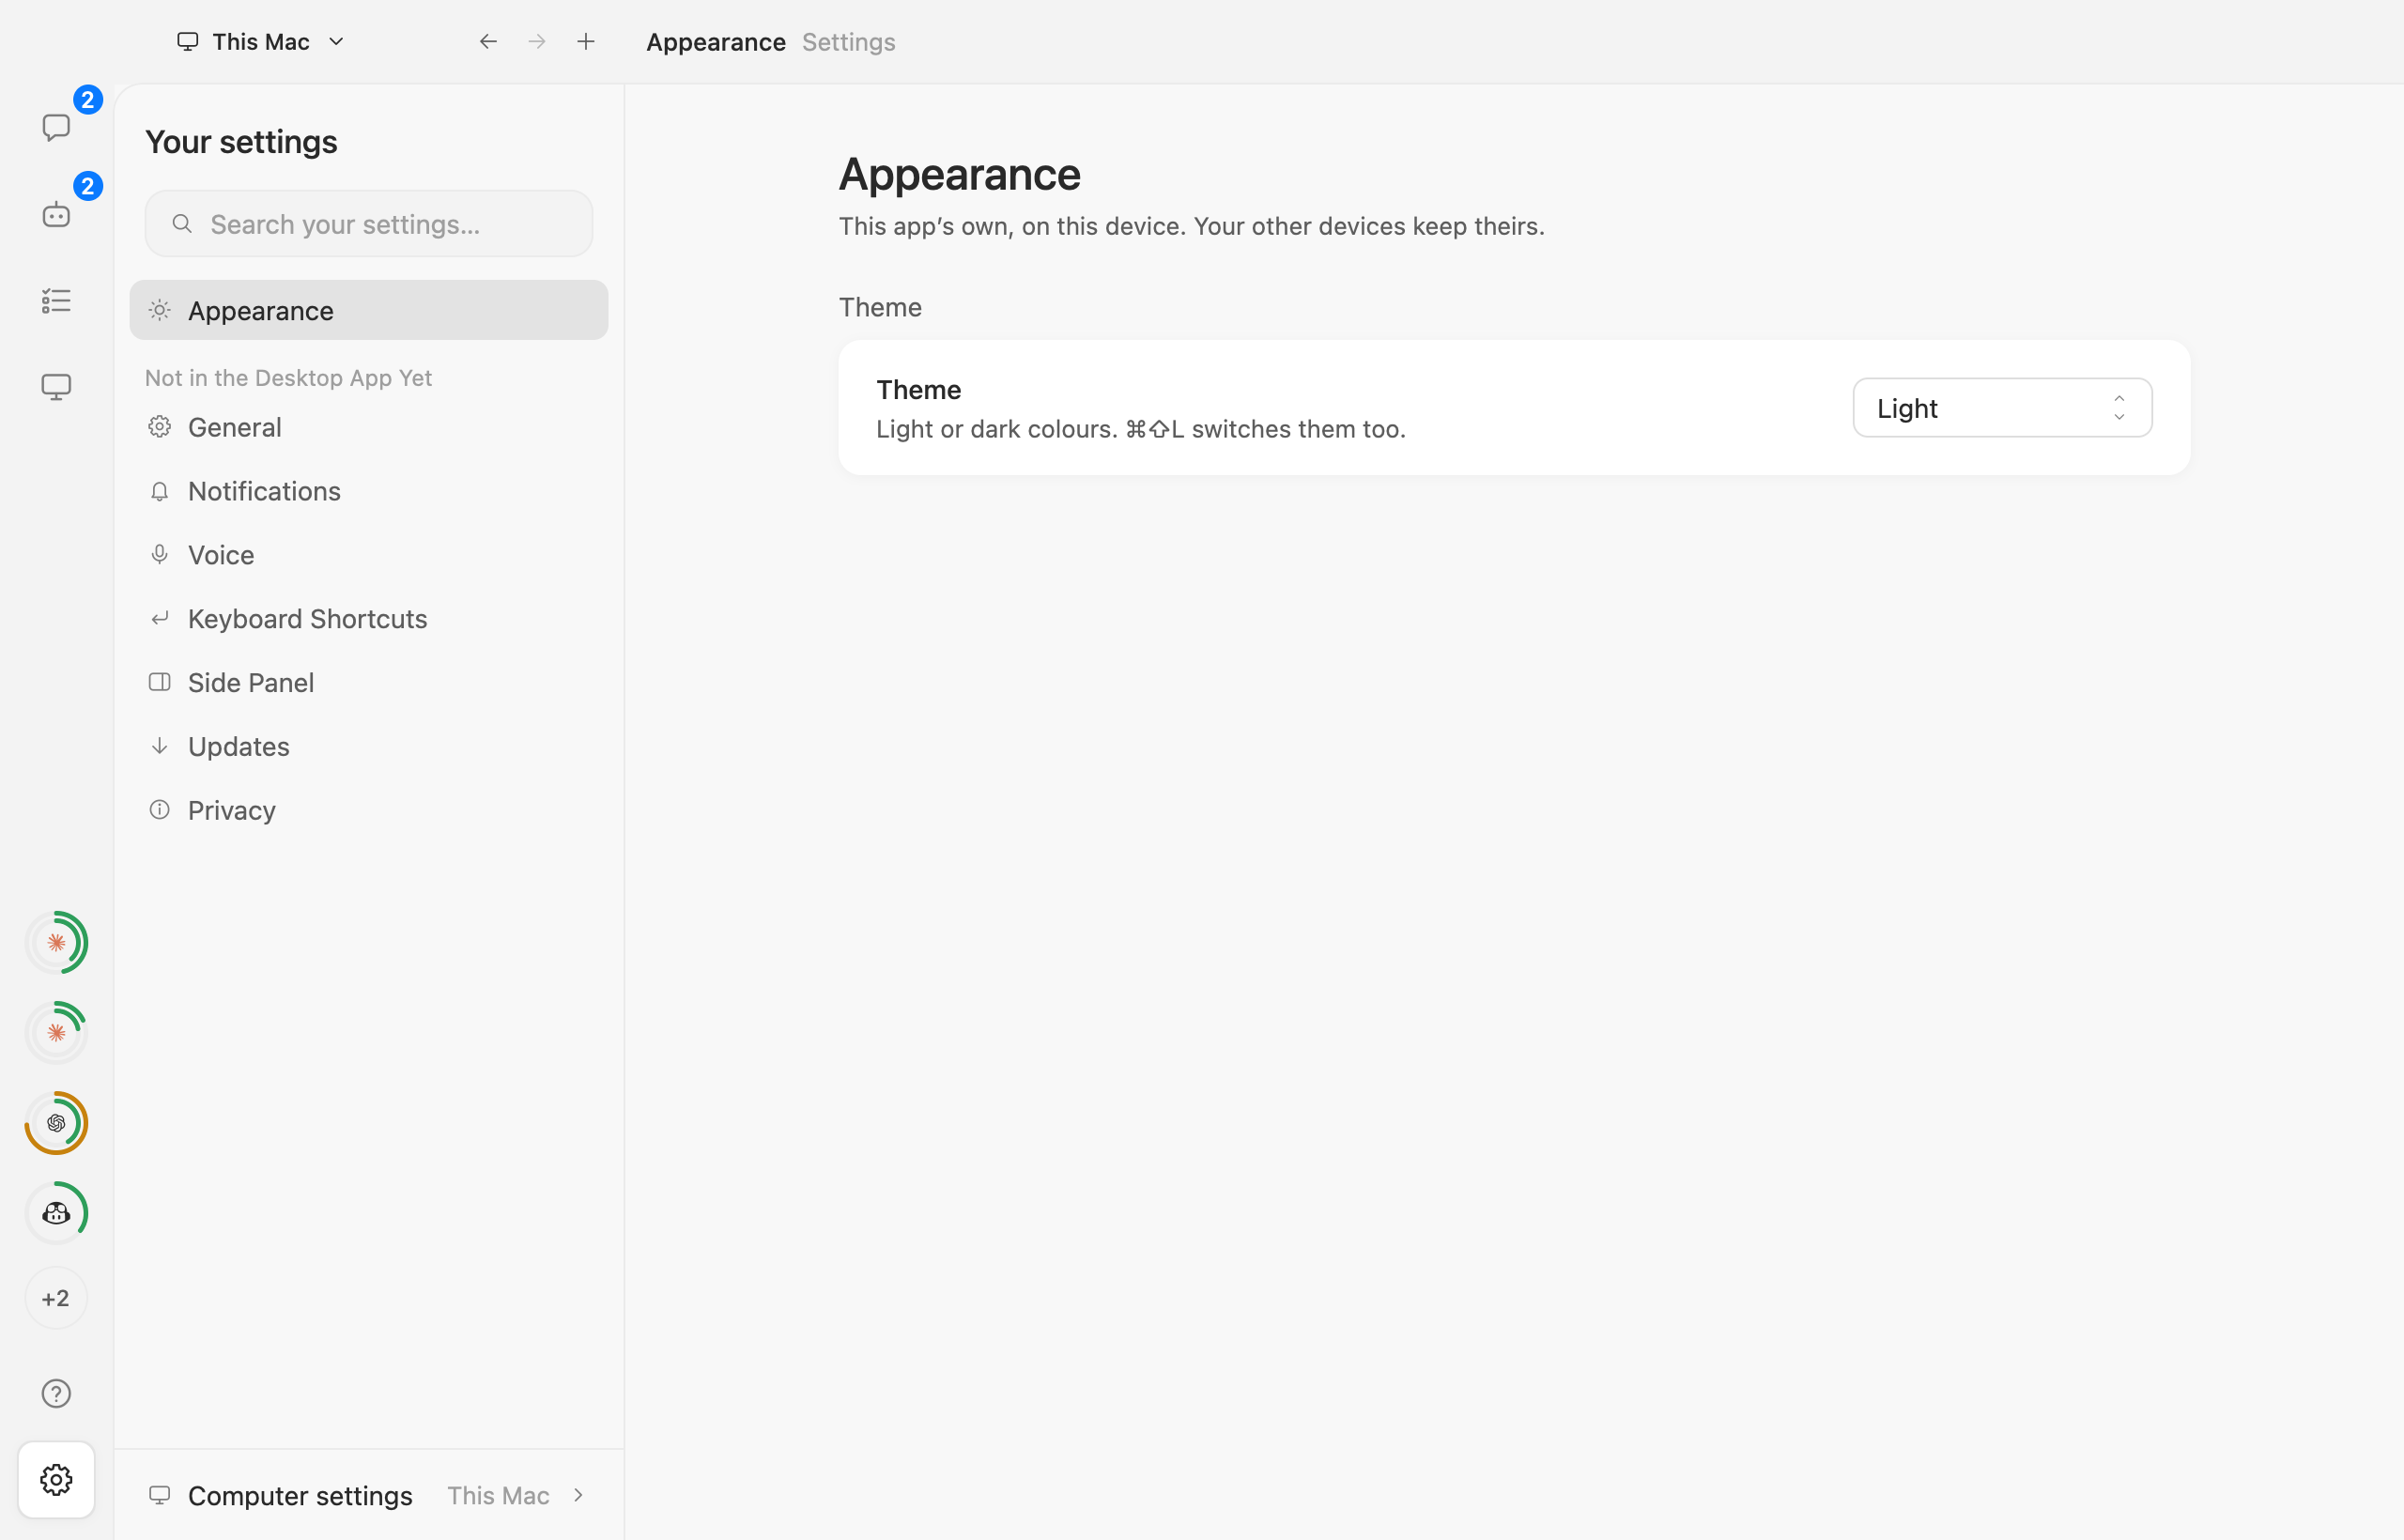 This Mac
Appearance Settings
2
2
Your settings
Search your settings...
Appearance
Not in the Desktop App Yet
General
Notifications
Voice
Keyboard Shortcuts
Side Panel
Updates
Privacy
+2
Computer settings This Mac
Appearance
This app’s own, on this device. Your other devices keep theirs.
Theme
Theme
Light or dark colours. ⌘⇧L switches them too.
Light